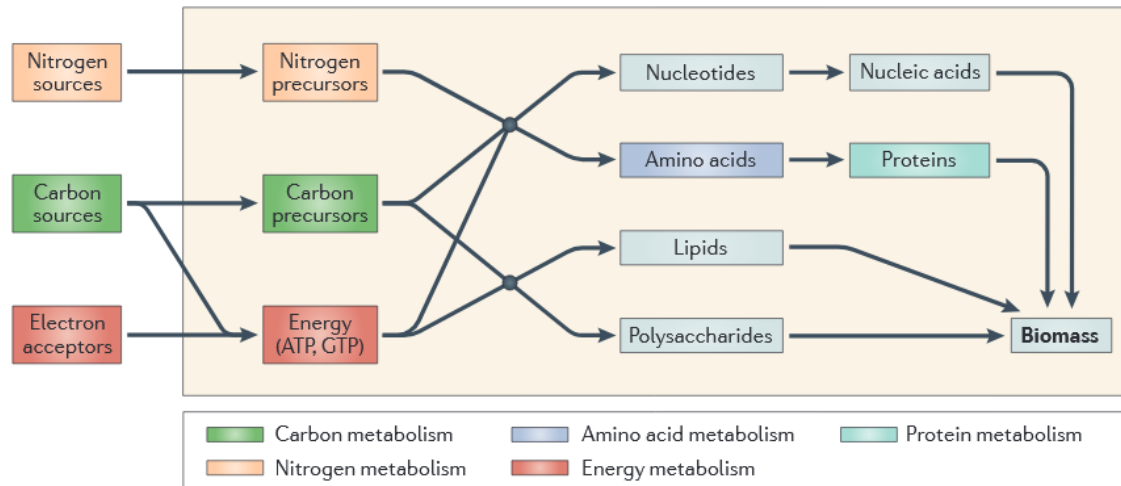 Nitrogen
sources
Nitrogen
precursors
Nucleotides
Nucleic acids
Amino acids
Proteins
Carbon
sources
Carbon
precursors
Lipids
Electron
acceptors
Energy
(ATP, GTP)
Polysaccharides
Biomass
Carbon metabolism
Amino acid metabolism
Protein metabolism
Nitrogen metabolism
Energy metabolism